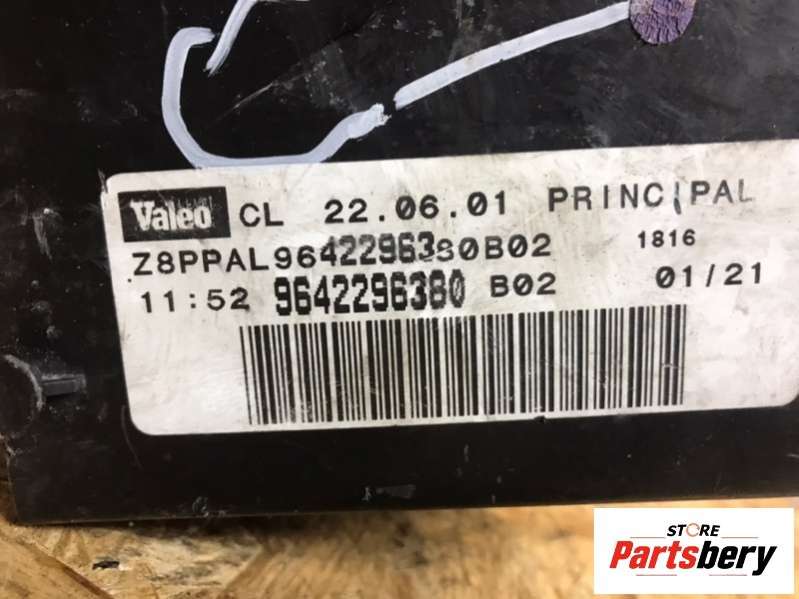 Valeo CL 22.06.01 PRINCIPAL
Z8PPAL9642296380B02 1816
11:52 9642296380 B02 01/21
STORE
Partsbery